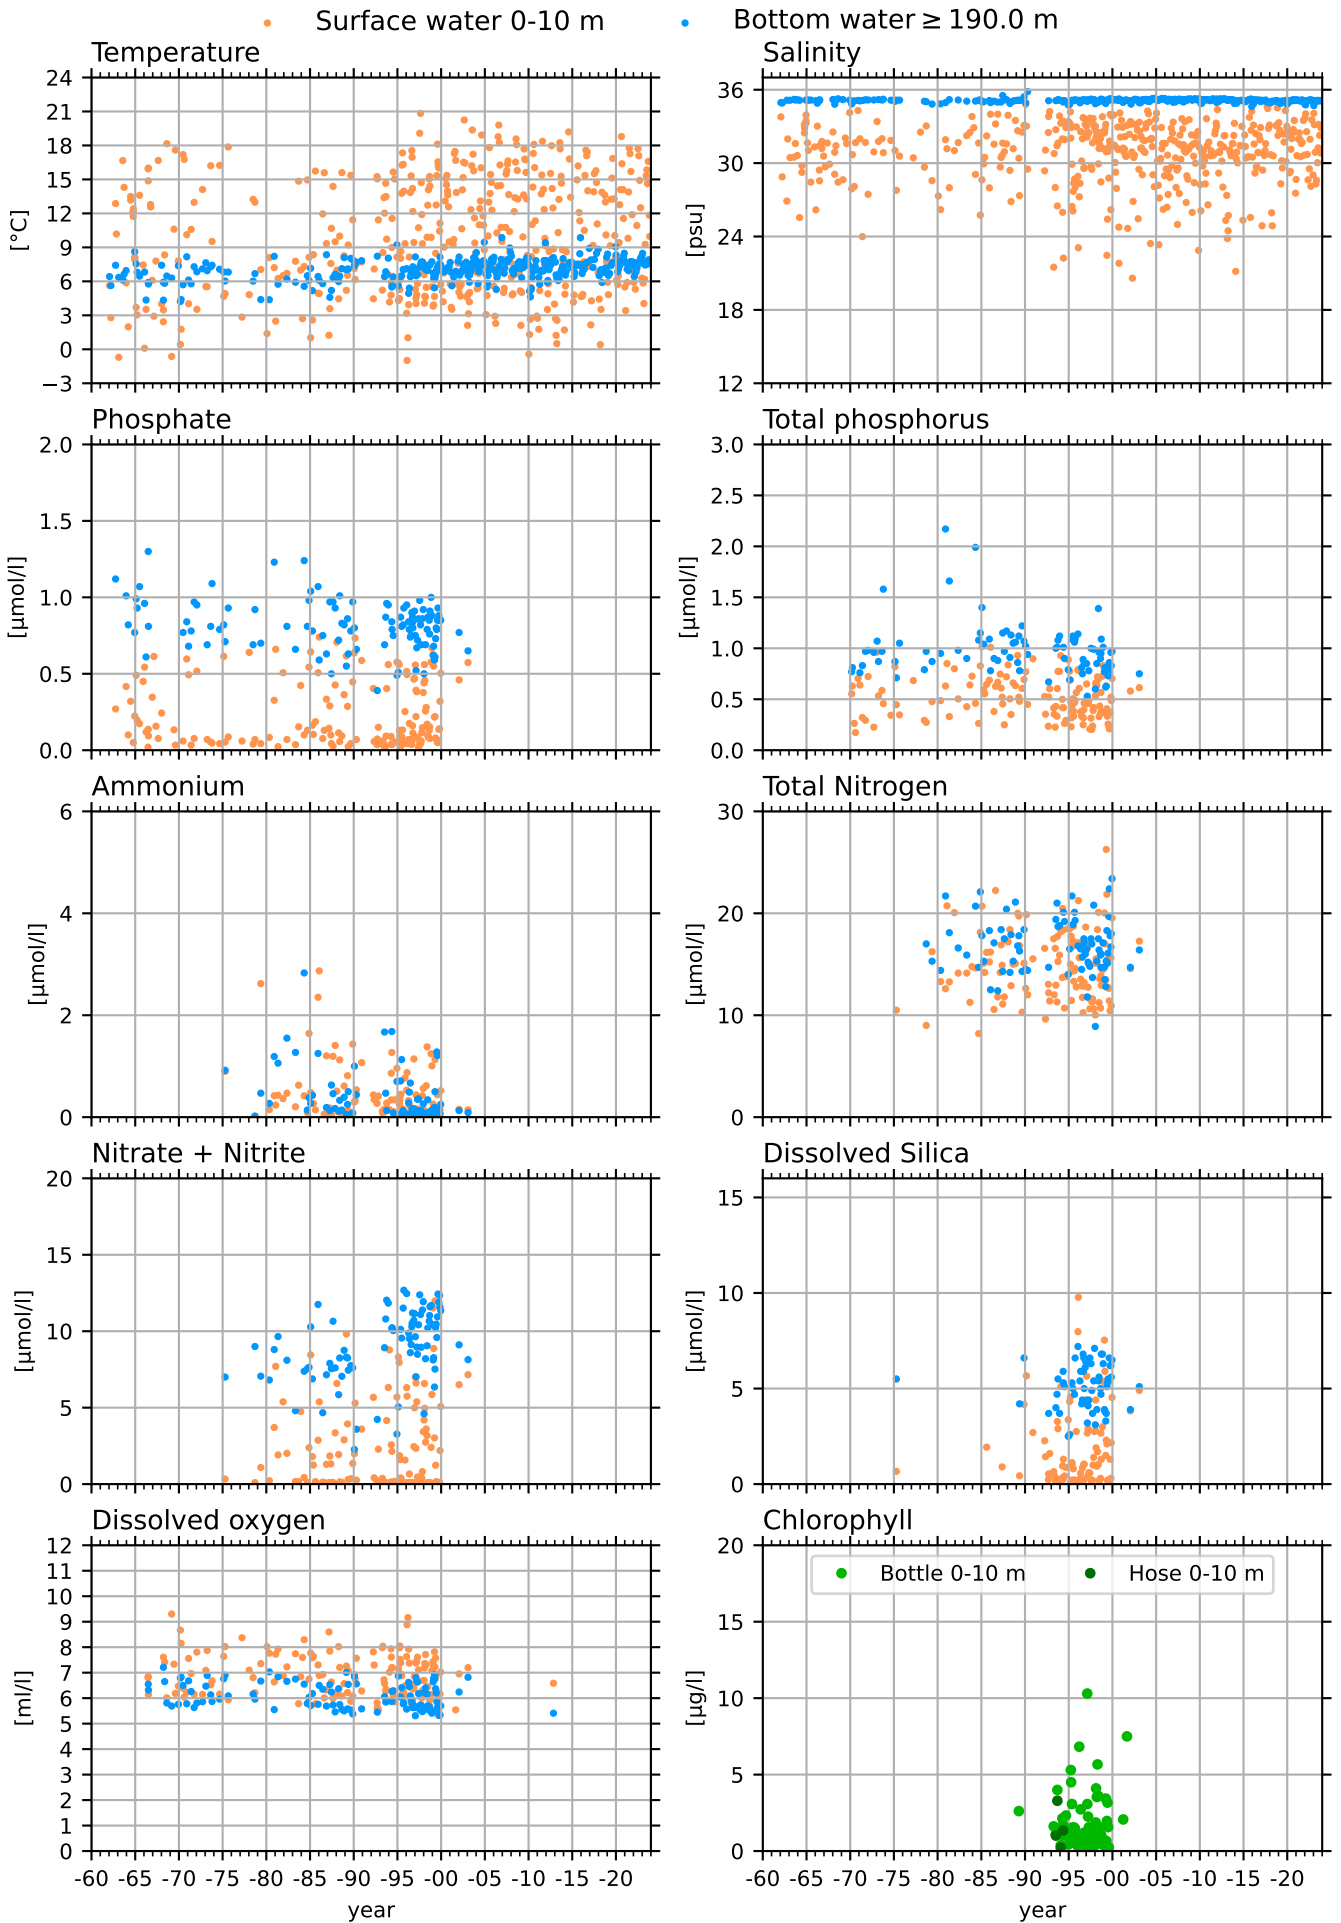 Surface water 0-10 m Bottom water ≥ 190.0 m
Temperature
24
21
18
15
12
9
6
3
0
−3
[°C]
Salinity
36
30
24
18
12
[psu]
Phosphate
2.0
1.5
1.0
0.5
0.0
[µmol/l]
Total phosphorus
3.0
2.5
2.0
1.5
1.0
0.5
0.0
[µmol/l]
Ammonium
6
4
2
0
[µmol/l]
Total Nitrogen
30
20
10
0
[µmol/l]
Nitrate + Nitrite
20
15
10
5
0
[µmol/l]
Dissolved Silica
15
10
5
0
[µmol/l]
Dissolved oxygen
12
11
10
9
8
7
6
5
4
3
2
1
0
[ml/l]
-60 -65 -70 -75 -80 -85 -90 -95 -00 -05 -10 -15 -20
year
Chlorophyll
Bottle 0-10 m Hose 0-10 m
20
15
10
5
0
[µg/l]
-60 -65 -70 -75 -80 -85 -90 -95 -00 -05 -10 -15 -20
year